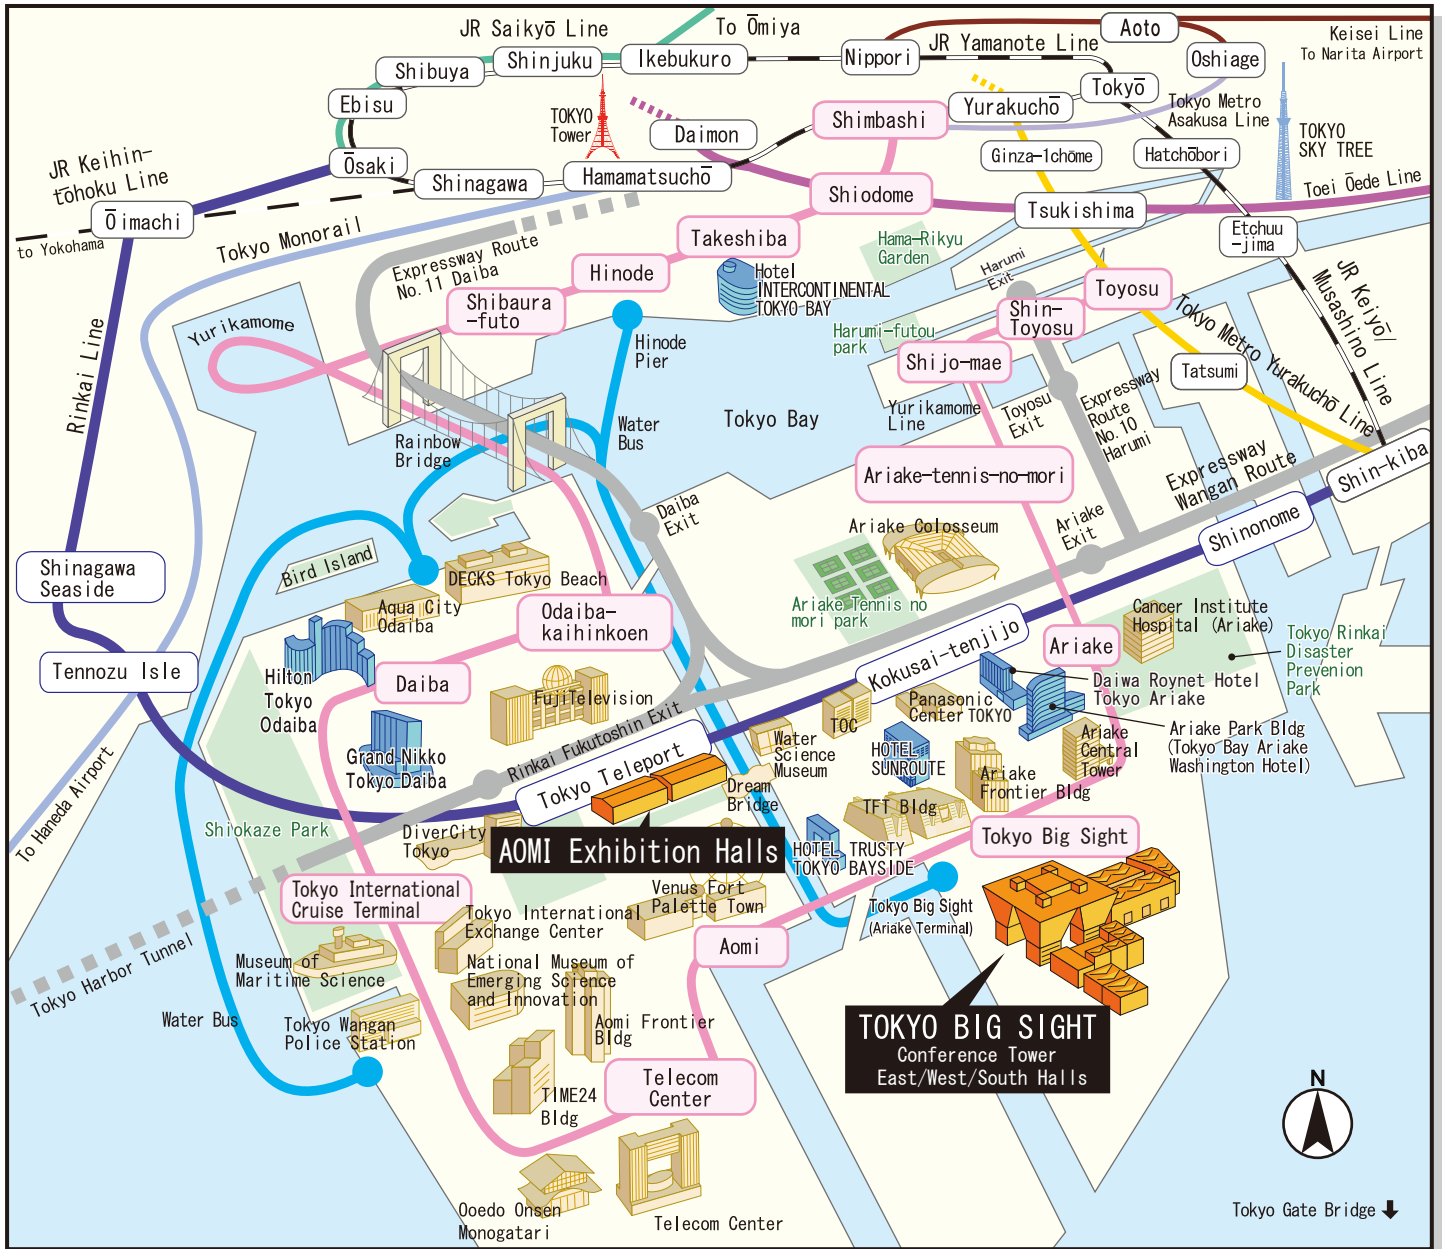 JR Saikyō Line
To Ōmiya
Aoto
Keisei Line
To Narita Airport
Shibuya
Shinjuku
Ikebukuro
Nippori
JR Yamanote Line
Oshiage
Ebisu
TOKYO
Tower
Daimon
Shimbashi
Yurakuchō
Tokyō
Tokyo Metro
Asakusa Line
TOKYO
SKY TREE
JR Keihin-
tōhoku Line
Ōsaki
Shinagawa
Hamamatsuchō
Shiodome
Ginza-1chōme
Hatchōbori
Toei Ōede Line
Ōimachi
to Yokohama
Tokyo Monorail
Expressway Route
No.11 Daiba
Takeshiba
Hama-Rikyu
Garden
Tsukishima
Etchuu
-jima
Hinode
Hotel
INTERCONTINENTAL
TOKYO BAY
Harumi
Exit
Toyosu
JR Keiyō/
Musashino Line
Shibaura
-futo
Yurikamome
Hinode
Pier
Harumi-futou
park
Shin-
Toyosu
Tokyo Metro Yurakuchō Line
Rinkai Line
Shijo-mae
Tatsumi
Rainbow
Bridge
Water
Bus
Tokyo Bay
Yurikamome
Line
Toyosu
Exit
Expressway
Route
No.10
Harumi
Ariake-tennis-no-mori
Expressway
Wangan Route
Shin-kiba
Daiba
Exit
Ariake Colosseum
Ariake
Exit
Shinonome
Shinagawa
Seaside
Bird Island
DECKS Tokyo Beach
Aqua City
Odaiba
Odaiba-
kaihinkoen
Ariake Tennis no
mori park
Cancer Institute
Hospital (Ariake)
Tokyo Rinkai
Disaster
Prevenion
Park
Tennozu Isle
Hilton
Tokyo
Odaiba
Daiba
FujiTelevision
Kokusai-tenjijo
Ariake
Daiwa Roynet Hotel
Tokyo Ariake
Panasonic
Center TOKYO
TOC
Ariake Park Bldg
(Tokyo Bay Ariake
Washington Hotel)
Grand Nikko
Tokyo Daiba
Rinkai Fukutoshin Exit
Water
Science
Museum
HOTEL
SUNROUTE
Ariake
Central
Tower
Tokyo Teleport
Dream
Bridge
Ariake
Frontier Bldg
To Haneda Airport
Shiokaze Park
DiverCity
Tokyo
AOMI Exhibition Halls
TFT Bldg
HOTEL TRUSTY
TOKYO BAYSIDE
Tokyo Big Sight
Tokyo International
Cruise Terminal
Venus Fort
Palette Town
Tokyo Big Sight
(Ariake Terminal)
Tokyo International
Exchange Center
Aomi
Tokyo Harbor Tunnel
Museum of
Maritime Science
National Museum of
Emerging Science
and Innovation
Water Bus
Tokyo Wangan
Police Station
Aomi Frontier
Bldg
TOKYO BIG SIGHT
Conference Tower
East/West/South Halls
TIME24
Bldg
Telecom
Center
N
Ooedo Onsen
Monogatari
Telecom Center
Tokyo Gate Bridge